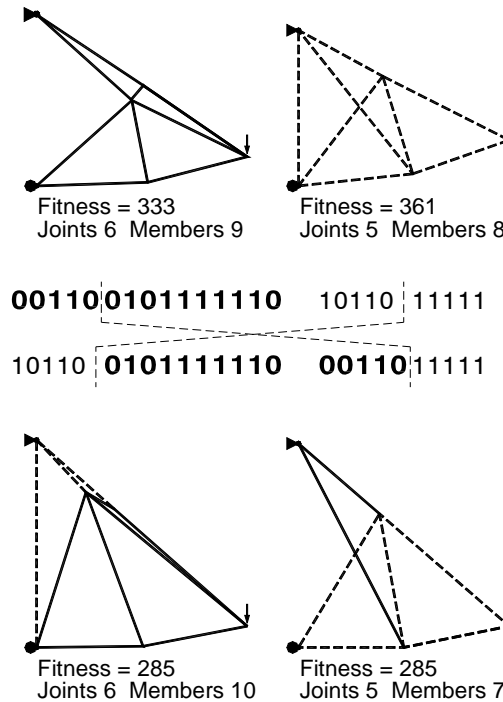 Fitness = 333
Joints 6 Members 9
Fitness = 361
Joints 5 Members 8
00110 0101111110 10110 11111
10110 0101111110 00110 11111
Fitness = 285
Joints 6 Members 10
Fitness = 285
Joints 5 Members 7